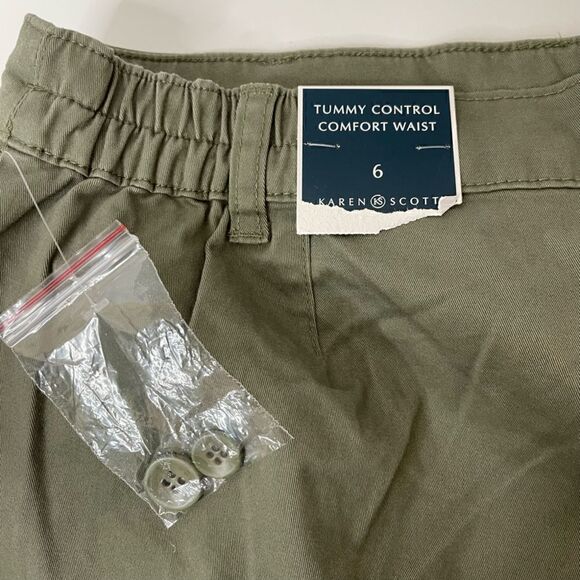 TUMMY CONTROL
COMFORT WAIST
6
KAREN KS SCOTT